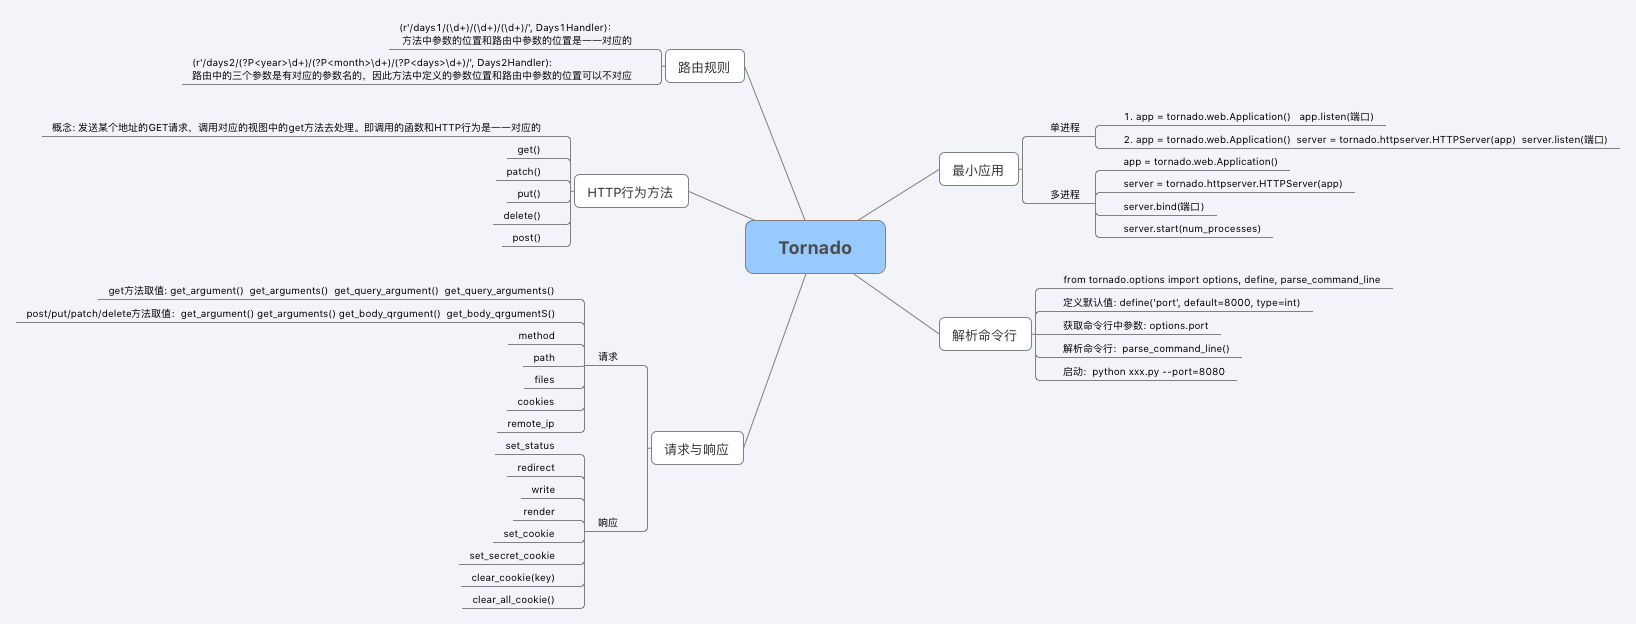 Tornado
路由规则
(r'/days1/(\d+)/(\d+)/(\d+)/', Days1Handler):
方法中参数的位置和路由中参数的位置是一一对应的
(r'/days2/(?P<year>\d+)/(?P<month>\d+)/(?P<days>\d+)/', Days2Handler):
路由中的三个参数是有对应的参数名的，因此方法中定义的参数位置和路由中参数的位置可以不对应
HTTP行为方法
概念: 发送某个地址的GET请求，调用对应的视图中的get方法去处理。即调用的函数和HTTP行为是一一对应的
get()
patch()
put()
delete()
post()
请求与响应
请求
get方法取值: get_argument() get_arguments() get_query_argument() get_query_arguments()
post/put/patch/delete方法取值：get_argument() get_arguments() get_body_qrgument() get_body_qrgumentS()
method
path
files
cookies
remote_ip
响应
set_status
redirect
write
render
set_cookie
set_secret_cookie
clear_cookie(key)
clear_all_cookie()
最小应用
单进程
1. app = tornado.web.Application() app.listen(端口)
2. app = tornado.web.Application() server = tornado.httpserver.HTTPServer(app) server.listen(端口)
多进程
app = tornado.web.Application()
server = tornado.httpserver.HTTPServer(app)
server.bind(端口)
server.start(num_processes)
解析命令行
from tornado.options import options, define, parse_command_line
定义默认值: define('port', default=8000, type=int)
获取命令行中参数: options.port
解析命令行：parse_command_line()
启动：python xxx.py --port=8080